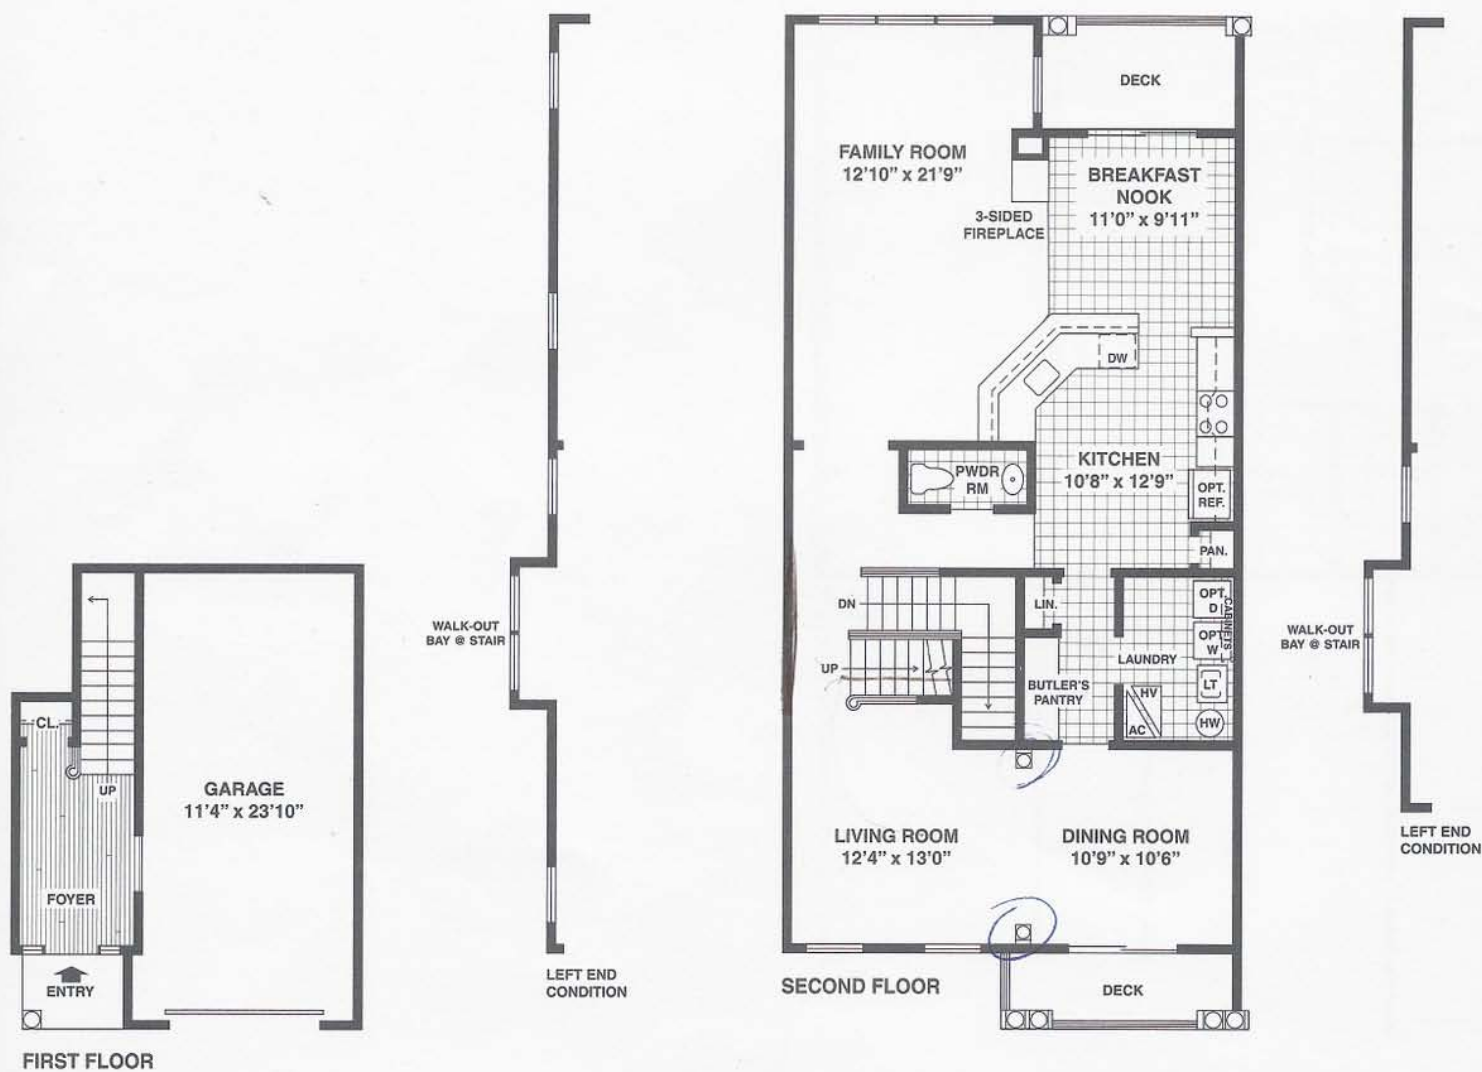 CL.
UP
GARAGE
11'4” x 23'10”
FOYER
ENTRY
FIRST FLOOR
WALK-OUT
BAY @ STAIR
LEFT END
CONDITION
DECK
FAMILY ROOM
12'10” x 21'9”
BREAKFAST
NOOK
11'0” x 9'11”
3-SIDED
FIREPLACE
DW
KITCHEN
10'8” x 12'9”
PWDR
RM
OPT.
REF.
PAN.
DN
UP
LIN.
OPT.
D
OPT.
W
CABINETS
LAUNDRY
LT
BUTLER'S
PANTRY
HV
AC
HW
LIVING ROOM
12'4” x 13'0”
DINING ROOM
10'9” x 10'6”
SECOND FLOOR
DECK
WALK-OUT
BAY @ STAIR
LEFT END
CONDITION